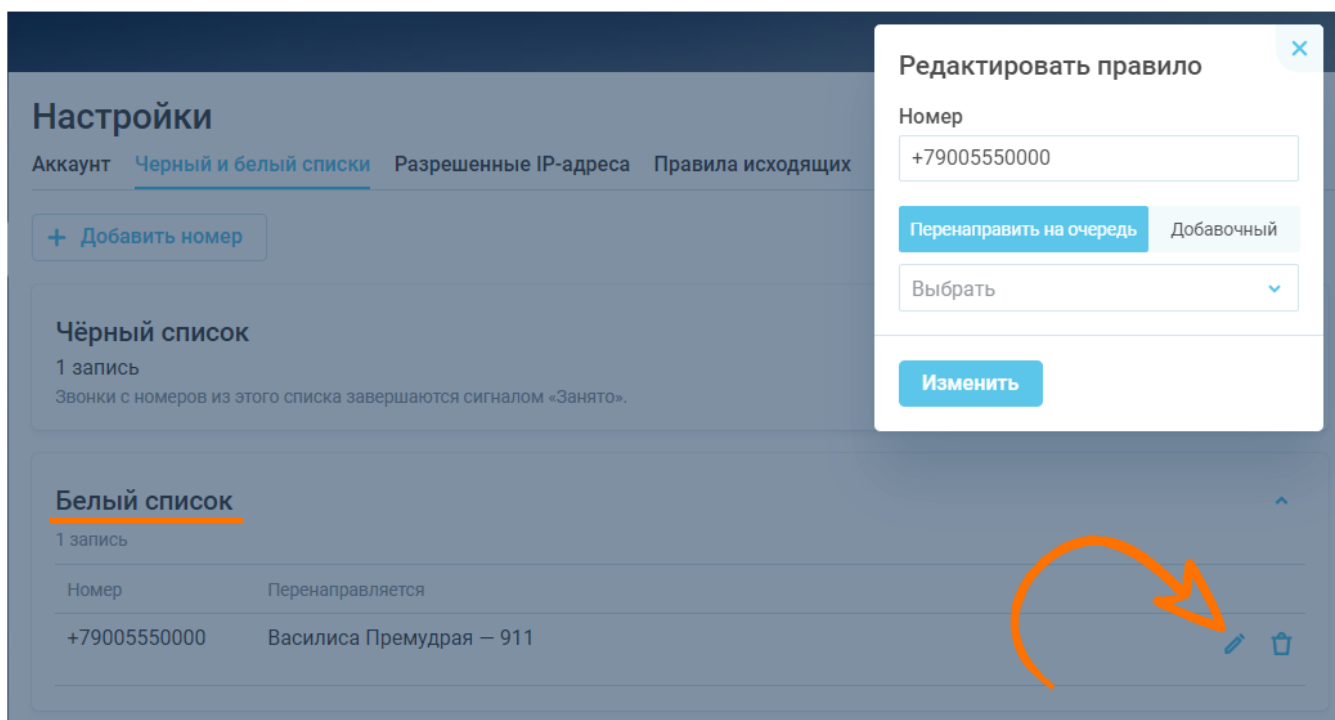 Настройки
Аккаунт Черный и белый списки Разрешенные IP-адреса Правила исходящих
+ Добавить номер
Чёрный список
1 запись
Звонки с номеров из этого списка завершаются сигналом «Занято».
Белый список
1 запись
Номер Перенаправляется
+79005550000 Василиса Премудрая — 911
Редактировать правило
Номер
+79005550000
Перенаправить на очередь Добавочный
Выбрать
Изменить